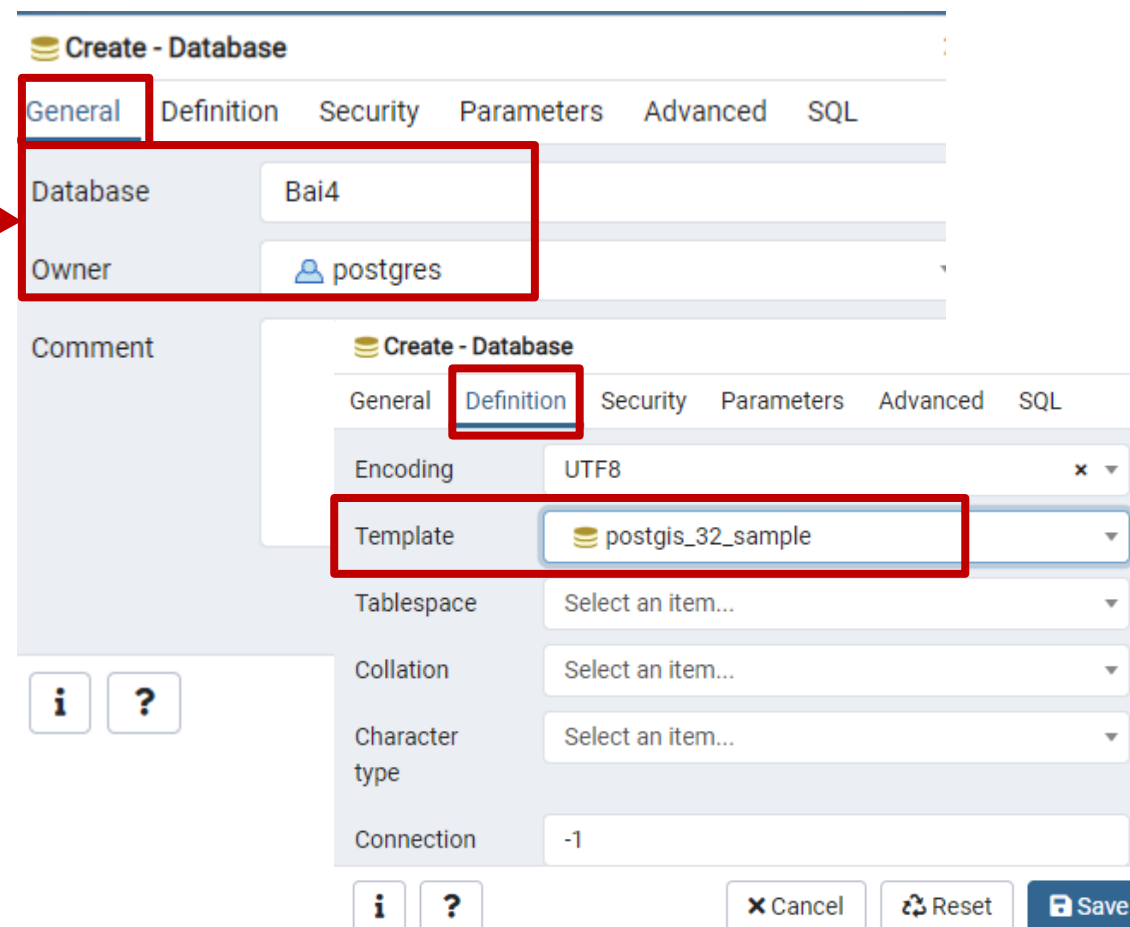 Create - Database
General Definition Security Parameters Advanced SQL
Database Bai4
Owner postgres
Comment
Create - Database
General Definition Security Parameters Advanced SQL
Encoding UTF8
Template postgis_32_sample
Tablespace Select an item...
Collation Select an item...
Character type Select an item...
Connection -1
i ?
i ? Cancel Reset Save